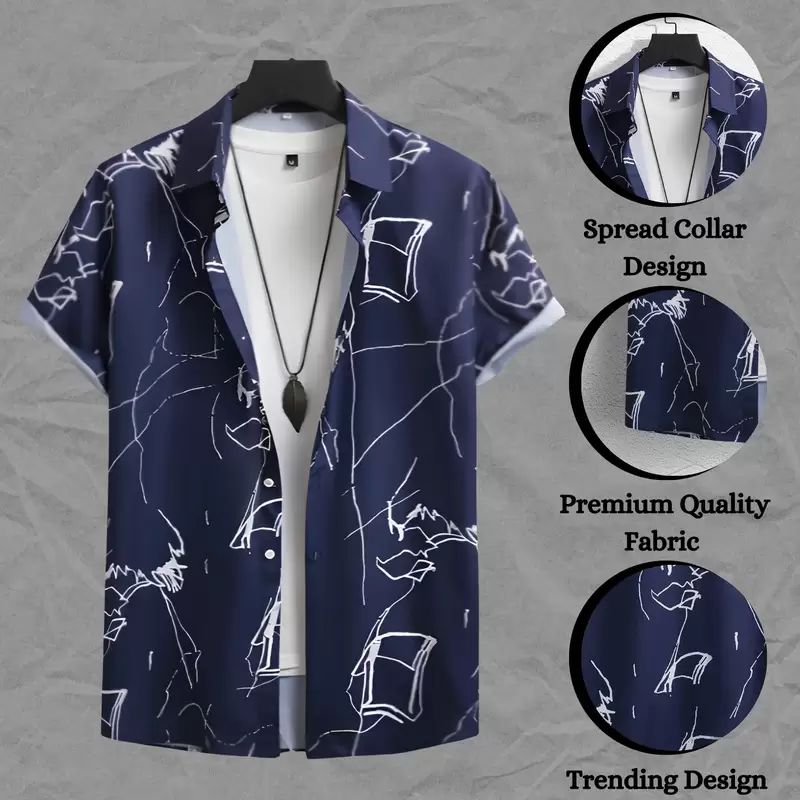 Spread Collar
Design
Premium Quality
Fabric
Trending Design